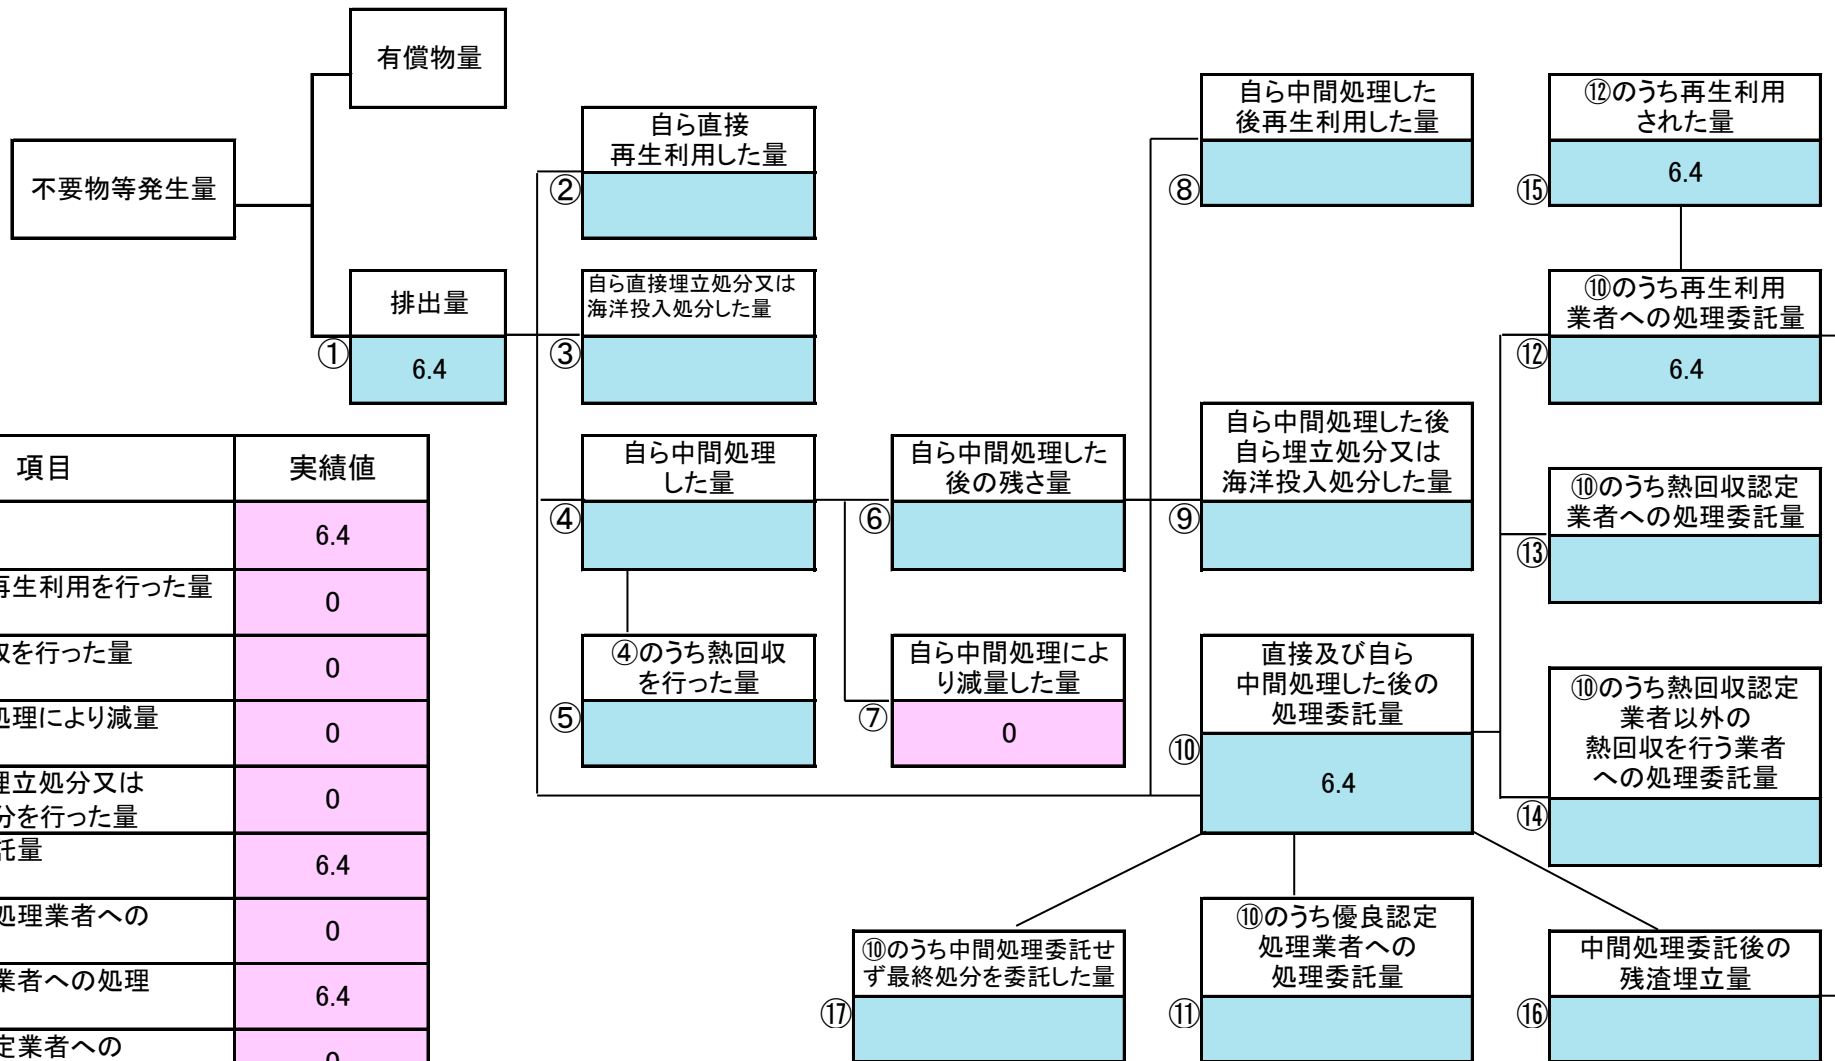 有償物量
不要物等発生量
排出量
①
6.4
自ら直接
再生利用した量
②
自ら直接埋立処分又は
海洋投入処分した量
③
自ら中間処理
した量
④
④のうち熱回収
を行った量
⑤
自ら中間処理した
後の残さ量
⑥
自ら中間処理によ
り減量した量
⑦
0
自ら中間処理した
後再生利用した量
⑧
自ら中間処理した後
自ら埋立処分又は
海洋投入処分した量
⑨
直接及び自ら
中間処理した後の
処理委託量
⑩
6.4
⑫のうち再生利用
された量
⑮
6.4
⑩のうち再生利用
業者への処理委託量
⑫
6.4
⑩のうち熱回収認定
業者への処理委託量
⑬
⑩のうち熱回収認定
業者以外の
熱回収を行う業者
への処理委託量
⑭
⑩のうち中間処理委託せ
ず最終処分を委託した量
⑰
⑩のうち優良認定
処理業者への
処理委託量
⑪
中間処理委託後の
残渣埋立量
⑯
項目
実績値
6.4
再生利用を行った量
0
を行った量
0
処理により減量
0
埋立処分又は
分を行った量
0
託量
6.4
処理業者への
0
業者への処理
6.4
定業者への
0